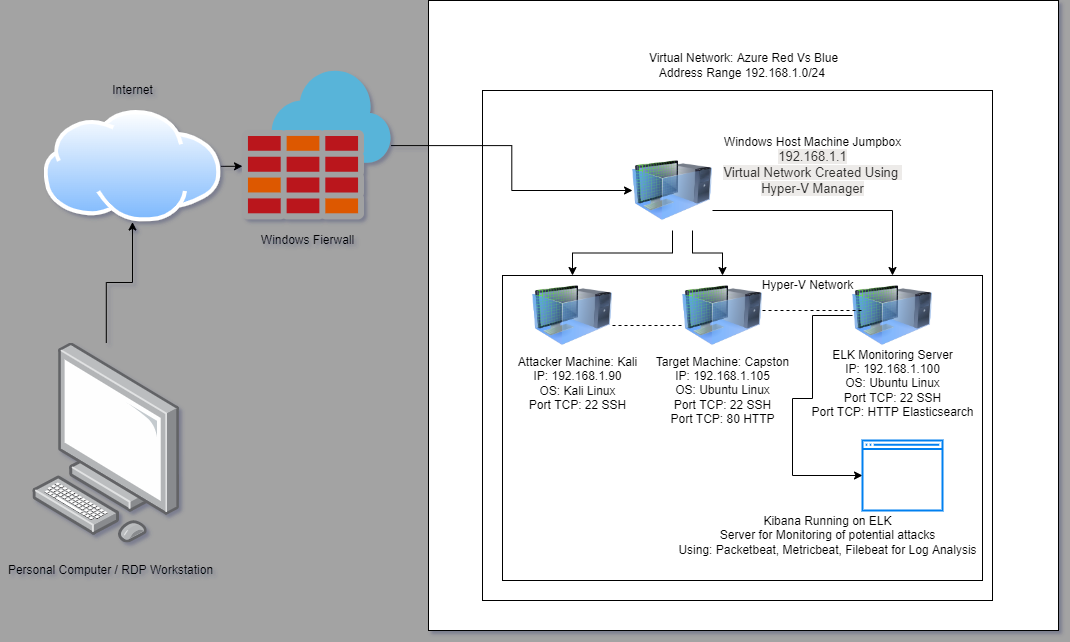 Virtual Network: Azure Red Vs Blue
Address Range 192.168.1.0/24
Internet
Windows Fierwall
Windows Host Machine Jumpbox
192.168.1.1
Virtual Network Created Using
Hyper-V Manager
Hyper-V Network
Attacker Machine: Kali
IP: 192.168.1.90
OS: Kali Linux
Port TCP: 22 SSH
Target Machine: Capston
IP: 192.168.1.105
OS: Ubuntu Linux
Port TCP: 22 SSH
Port TCP: 80 HTTP
ELK Monitoring Server
IP: 192.168.1.100
OS: Ubuntu Linux
Port TCP: 22 SSH
Port TCP: HTTP Elasticsearch
Kibana Running on ELK
Server for Monitoring of potential attacks
Using: Packetbeat, Metricbeat, Filebeat for Log Analysis
Personal Computer / RDP Workstation